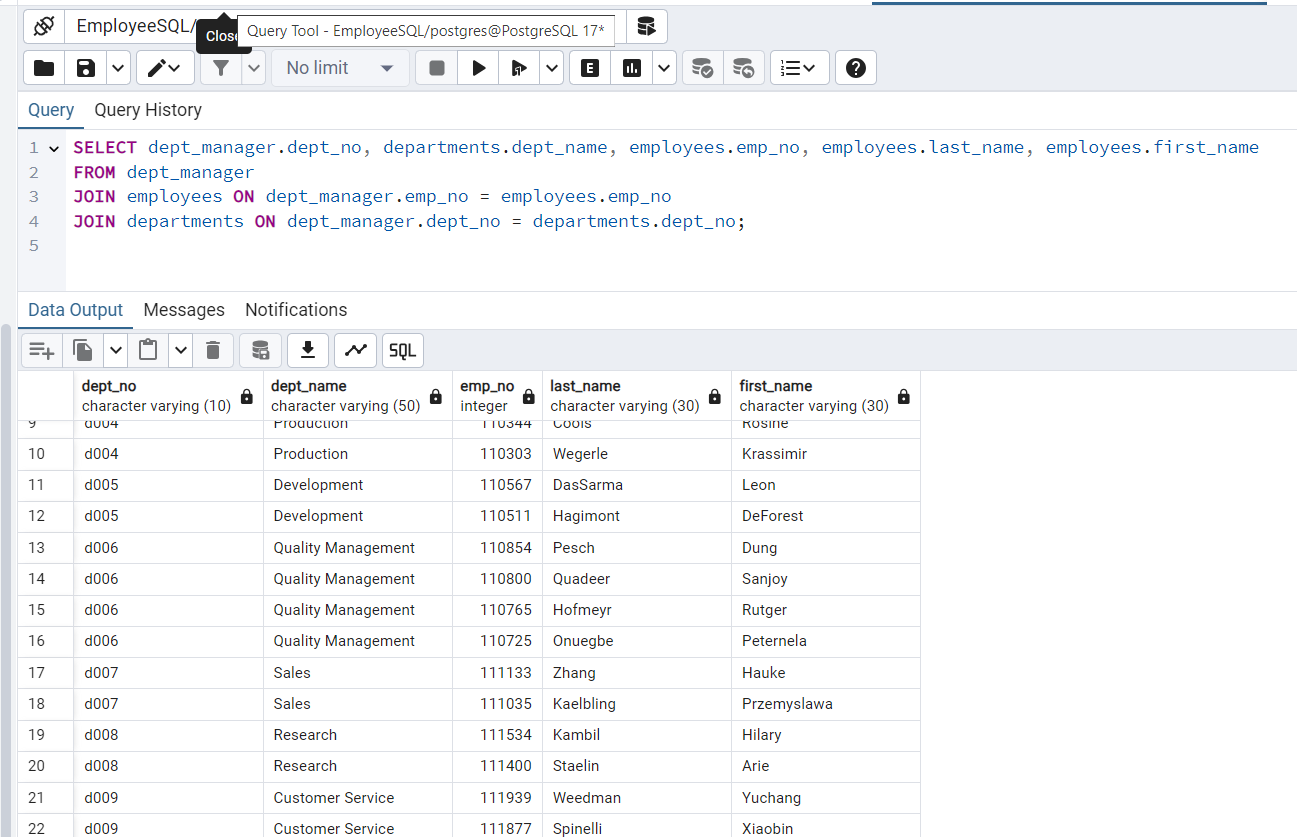 EmployeeSQL/
Close
Query Tool - EmployeeSQL/postgres@PostgreSQL 17*
No limit
E
Query Query History
1 SELECT dept_manager.dept_no, departments.dept_name, employees.emp_no, employees.last_name, employees.first_name
2 FROM dept_manager
3 JOIN employees ON dept_manager.emp_no = employees.emp_no
4 JOIN departments ON dept_manager.dept_no = departments.dept_no;
5
Data Output Messages Notifications
SQL
dept_no dept_name emp_no last_name first_name
character varying (10) character varying (50) integer character varying (30) character varying (30)
9 d004 Production 110344 Cools Rosine
10 d004 Production 110303 Wegerle Krassimir
11 d005 Development 110567 DasSarma Leon
12 d005 Development 110511 Hagimont DeForest
13 d006 Quality Management 110854 Pesch Dung
14 d006 Quality Management 110800 Quadeer Sanjoy
15 d006 Quality Management 110765 Hofmeyr Rutger
16 d006 Quality Management 110725 Onuegbe Peternela
17 d007 Sales 111133 Zhang Hauke
18 d007 Sales 111035 Kaelbling Przemyslawa
19 d008 Research 111534 Kambil Hilary
20 d008 Research 111400 Staelin Arie
21 d009 Customer Service 111939 Weedman Yuchang
22 d009 Customer Service 111877 Spinelli Xiaobin